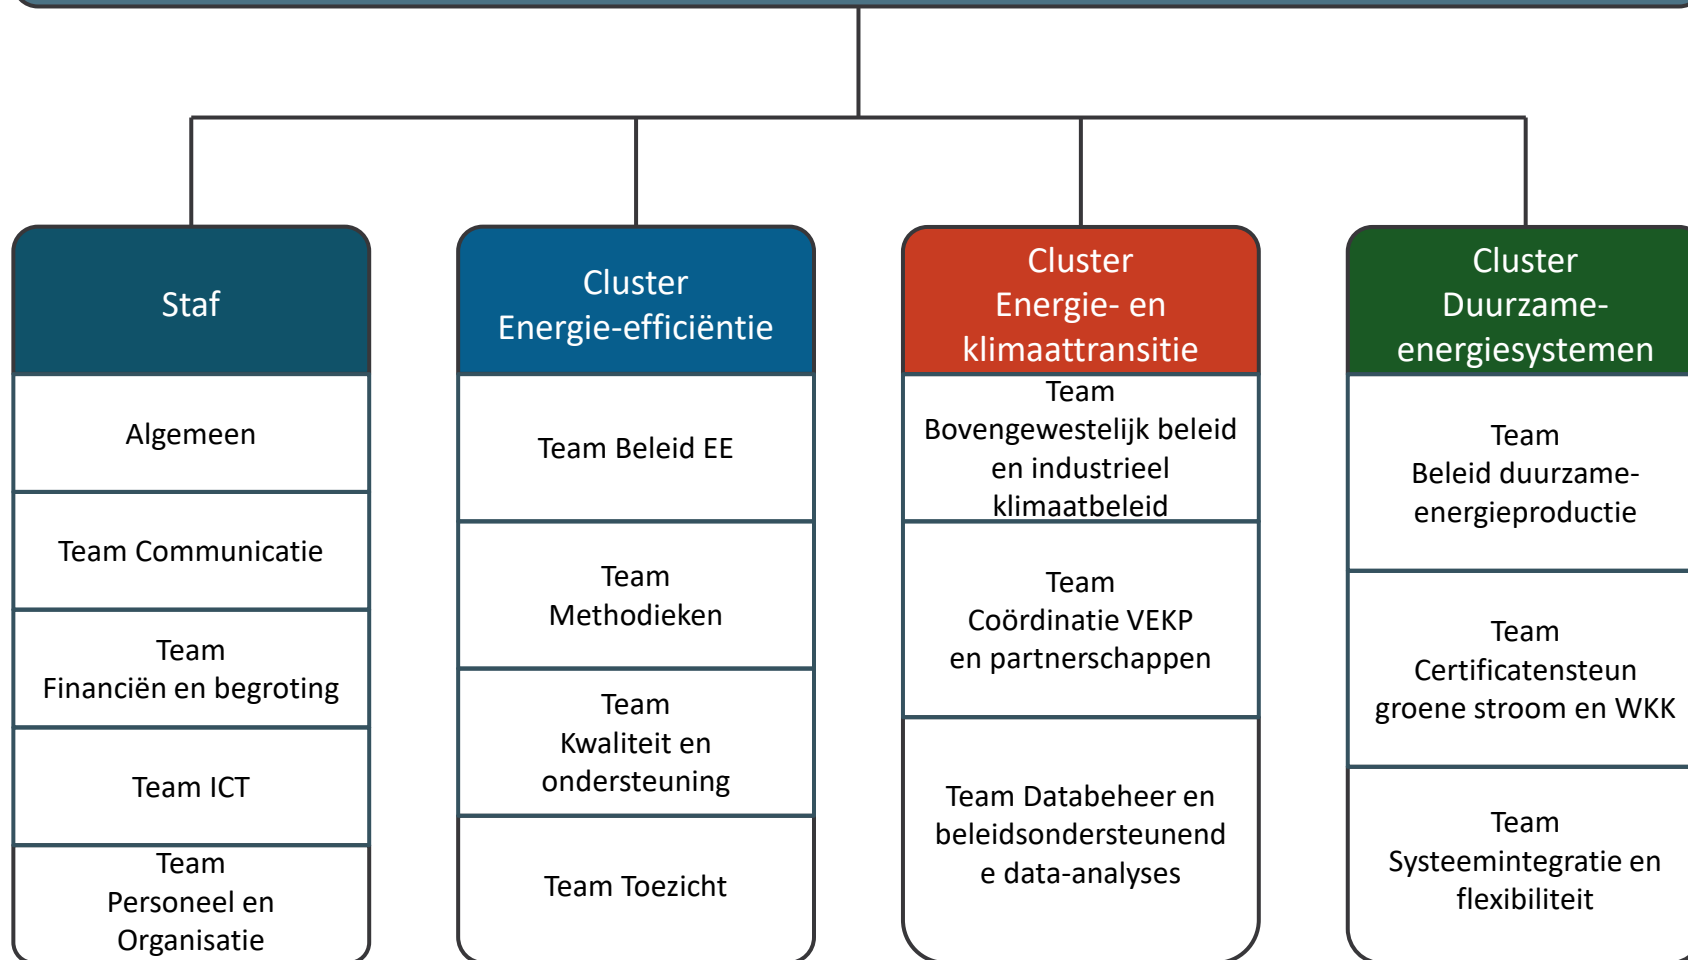 Staf
Algemeen
Team Communicatie
Team
Financiën en begroting
Team ICT
Team
Personeel en
Organisatie
Cluster
Energie-efficiëntie
Team Beleid EE
Team
Methodieken
Team
Kwaliteit en
ondersteuning
Team Toezicht
Cluster
Energie- en
klimaattransitie
Team
Bovengewestelijk beleid
en industrieel
klimaatbeleid
Team
Coördinatie VEKP
en partnerschappen
Team Databeheer en
beleidsondersteunend
e data-analyses
Cluster
Duurzame-
energiesystemen
Team
Beleid duurzame-
energieproductie
Team
Certificatensteun
groene stroom en WKK
Team
Systeemintegratie en
flexibiliteit